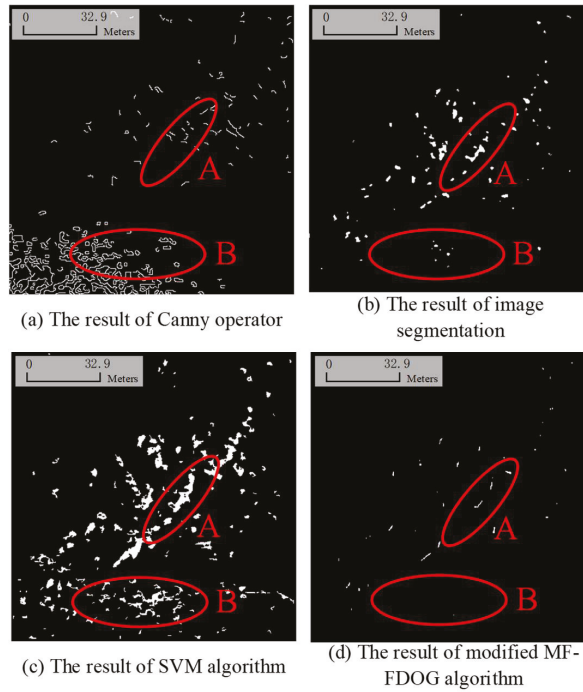 0 32.9
Meters
A
B
(a) The result of Canny operator
0 32.9
Meters
A
B
(b) The result of image
segmentation
0 32.9
Meters
A
B
(c) The result of SVM algorithm
0 32.9
Meters
A
B
(d) The result of modified MF-
FDOG algorithm